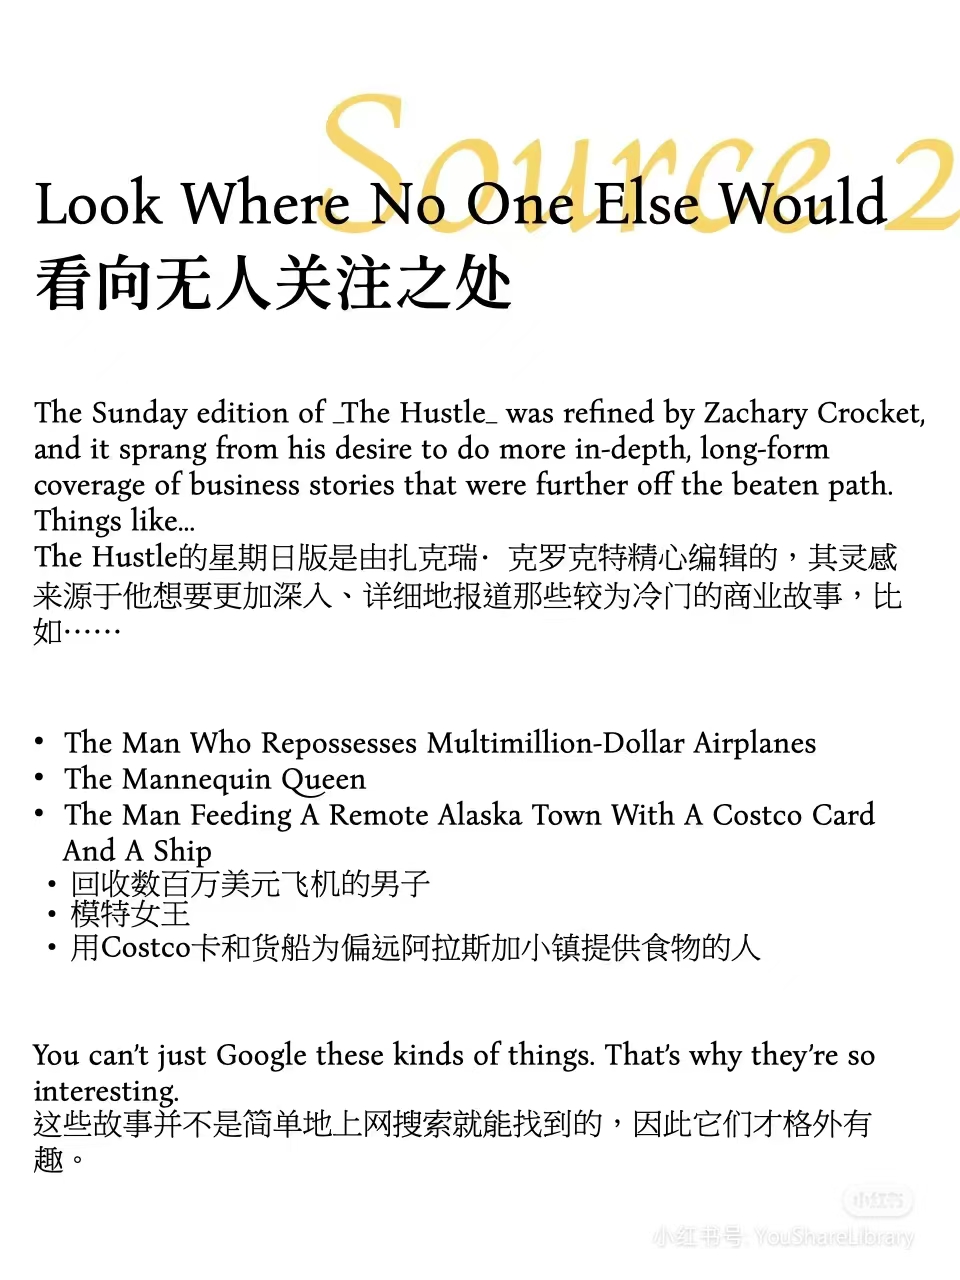 Source 2
Look Where No One Else Would
看向无人关注之处
The Sunday edition of _The Hustle_ was refined by Zachary Crocket,
and it sprang from his desire to do more in-depth, long-form
coverage of business stories that were further off the beaten path.
Things like...
The Hustle的星期日版是由扎克瑞· 克罗克特精心编辑的，其灵感
来源于他想要更加深入、详细地报道那些较为冷门的商业故事，比
如……
• The Man Who Repossesses Multimillion-Dollar Airplanes
• The Mannequin Queen
• The Man Feeding A Remote Alaska Town With A Costco Card
And A Ship
• 回收数百万美元飞机的男子
• 模特女王
• 用Costco卡和货船为偏远阿拉斯加小镇提供食物的人
You can't just Google these kinds of things. That's why they're so
interesting.
这些故事并不是简单地上网搜索就能找到的，因此它们才格外有
趣。
小红书
小红书号: YouShareLibrary